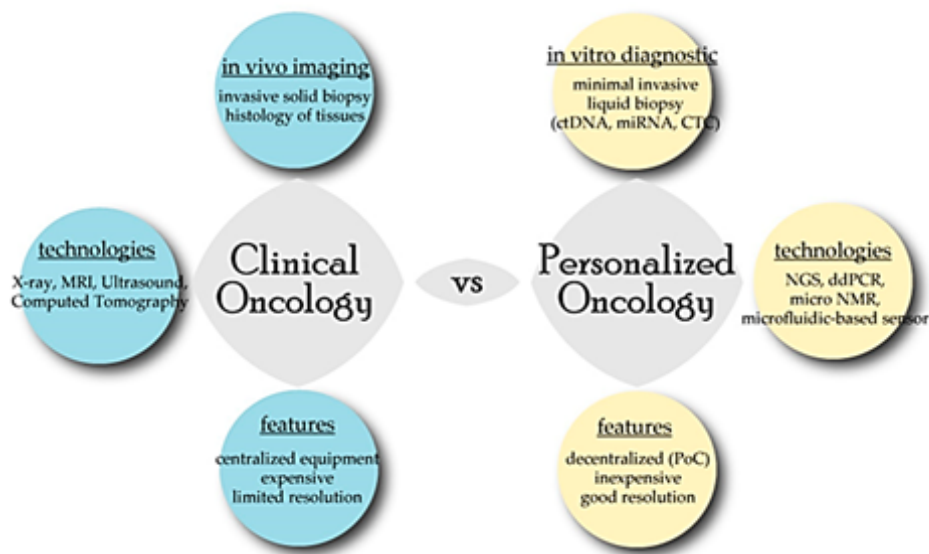 in vivo imaging
invasive solid biopsy
histology of tissues
in vitro diagnostic
minimal invasive
liquid biopsy
(ctDNA, miRNA, CTC)
technologies
X-ray, MRI, Ultrasound,
Computed Tomography
Clinical
Oncology
vs
Personalized
Oncology
technologies
NGS, ddPCR,
micro NMR,
microfluidic-based sensor
features
centralized equipment
expensive
limited resolution
features
decentralized (PoC)
inexpensive
good resolution